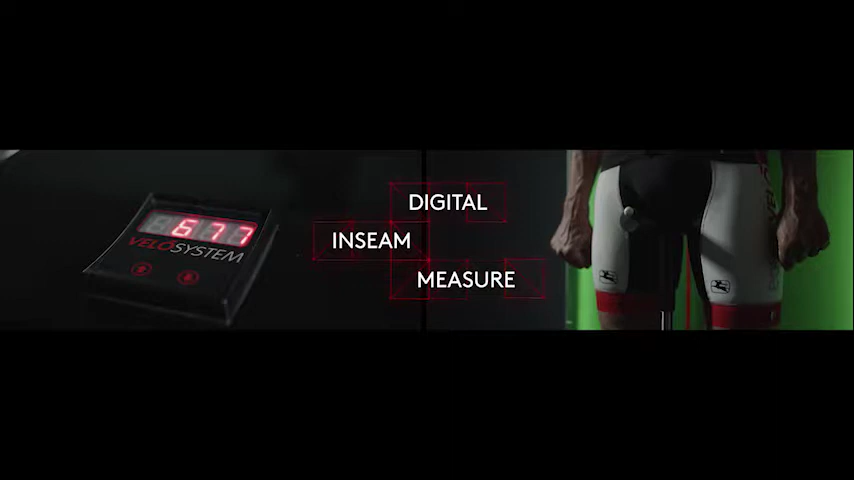 677
VELOSYSTEM
DIGITAL
INSEAM
MEASURE